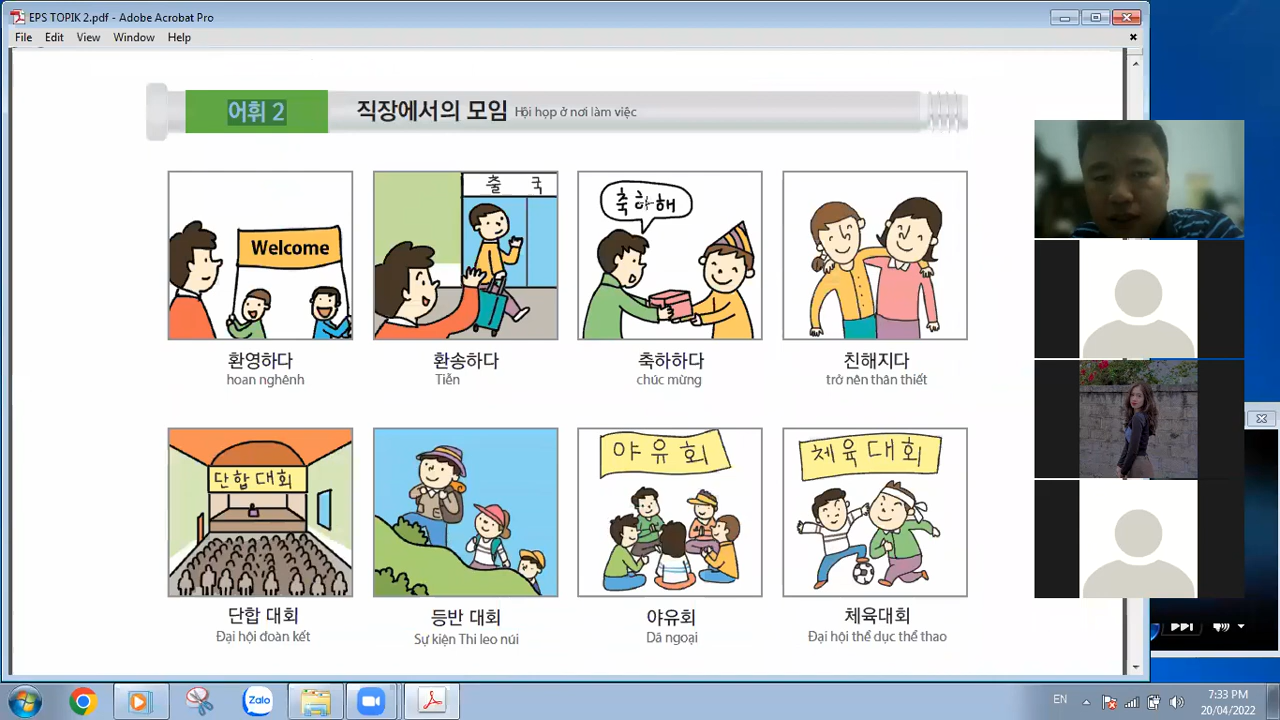 EPS TOPIK 2.pdf - Adobe Acrobat Pro
File Edit View Window Help
어휘 2
직장에서의 모임 Hội họp ở nơi làm việc
Welcome
출 국
축하해
환영하다
hoan nghênh
환송하다
Tiễn
축하하다
chúc mừng
친해지다
trở nên thân thiết
단합대회
야유회
체육대회
단합 대회
Đại hội đoàn kết
등반 대회
Sự kiện Thi leo núi
야유회
Dã ngoại
체육대회
Đại hội thể dục thể thao
Zalo
EN
7:33 PM
20/04/2022